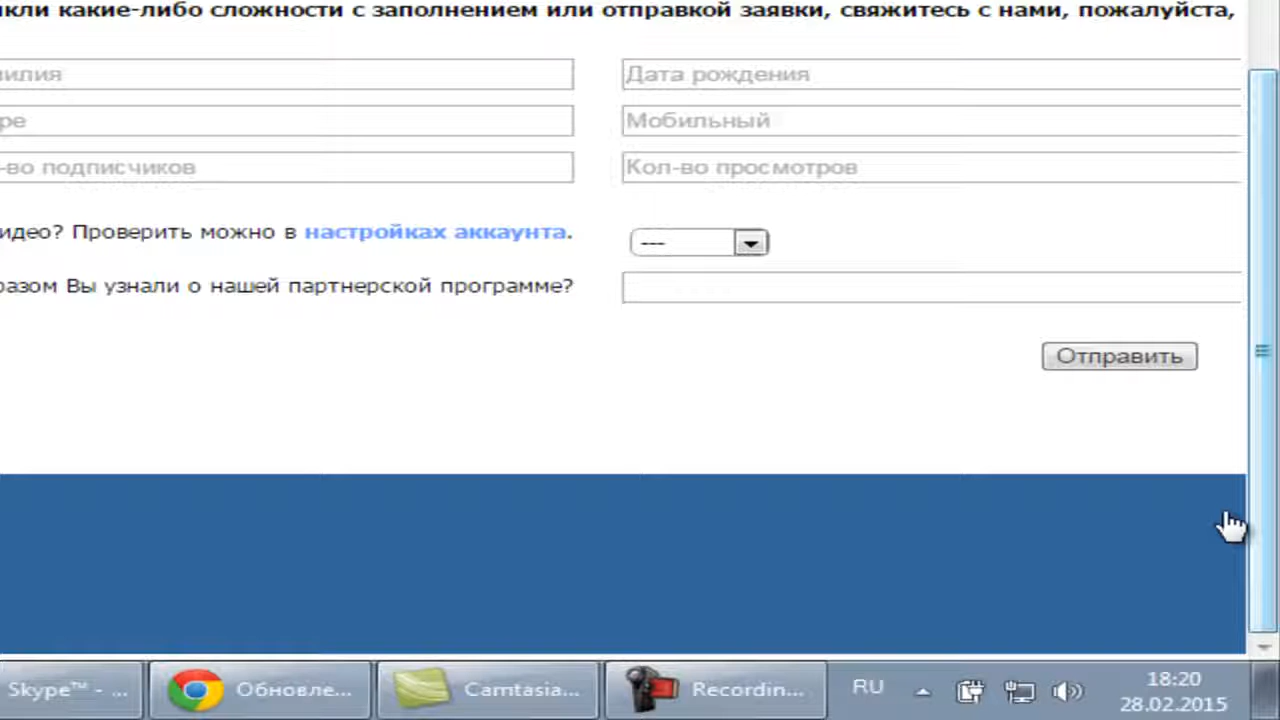 кли какие-либо сложности с заполнением или отправкой заявки, свяжитесь с нами, пожалуйста,
илия
Дата рождения
ре
Мобильный
-во подписчиков
Кол-во просмотров
идео? Проверить можно в настройках аккаунта.
---
разом Вы узнали о нашей партнерской программе?
Отправить
Skype™ - ...
Обновле...
Camtasia...
Recordin...
RU
18:20
28.02.2015